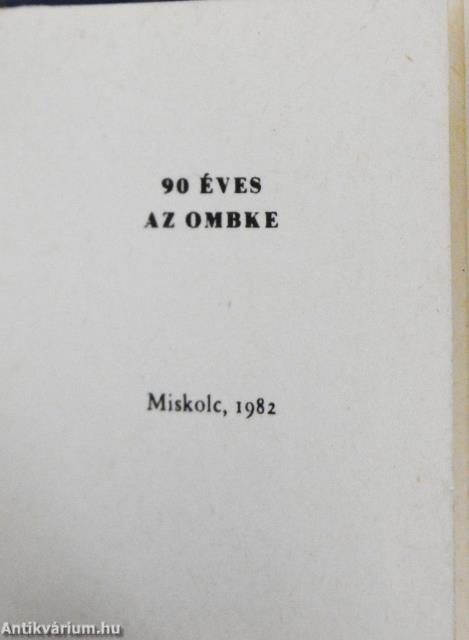 90 ÉVES
AZ OMBKE
Miskolc, 1982
Antikvárium.hu